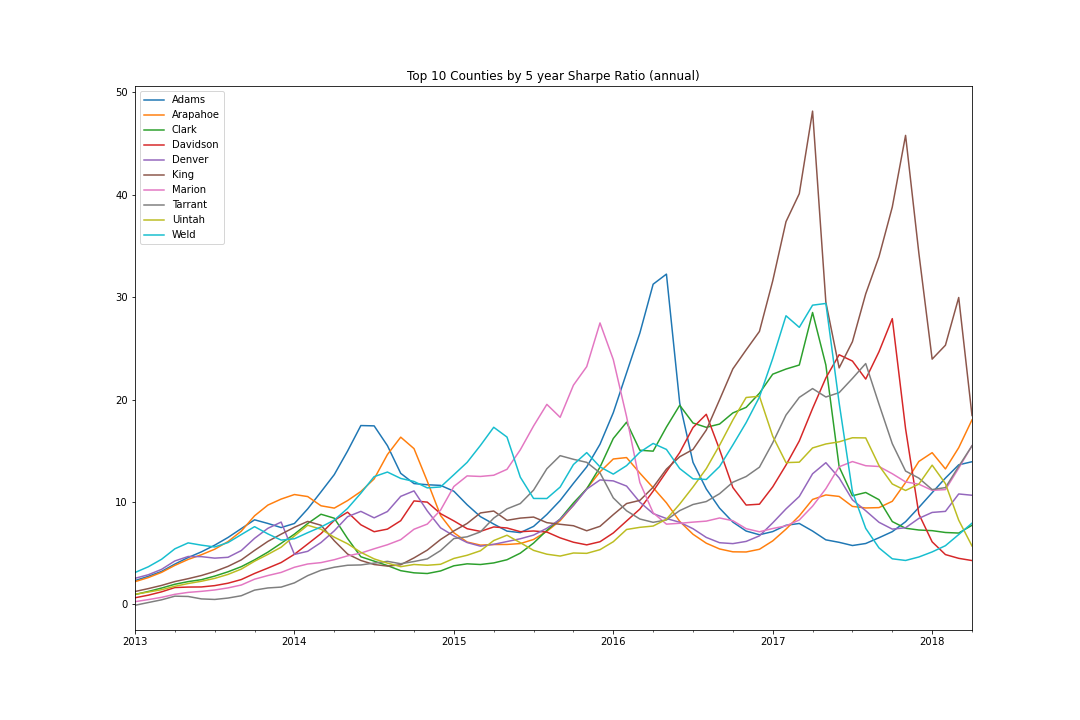 Top 10 Counties by 5 year Sharpe Ratio (annual)
50
40
30
20
10
0
Adams
Arapahoe
Clark
Davidson
Denver
King
Marion
Tarrant
Uintah
Weld
2013 2014 2015 2016 2017 2018